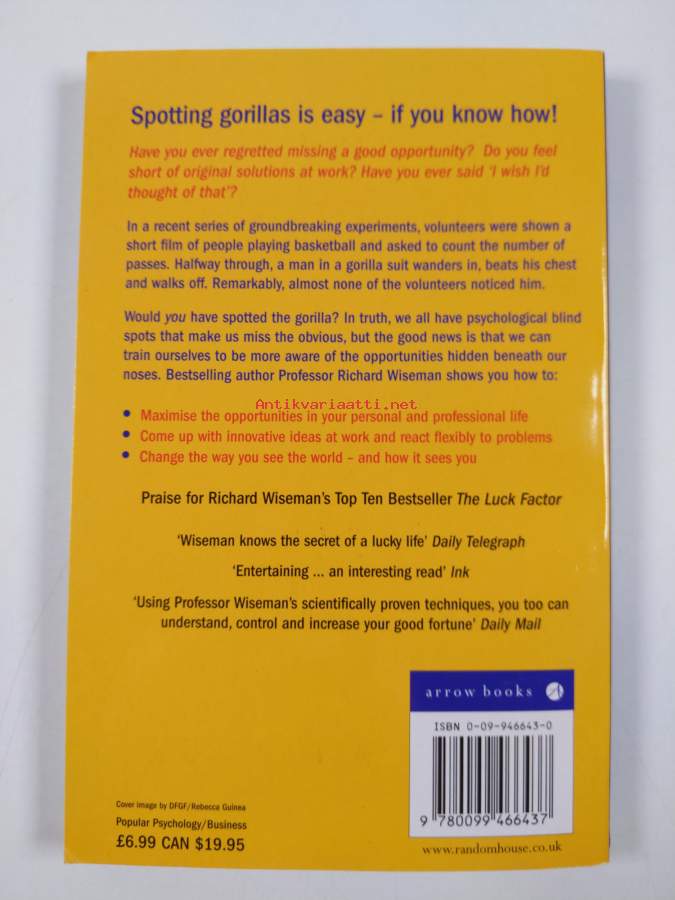 Spotting gorillas is easy – if you know how!
Have you ever regretted missing a good opportunity? Do you feel
short of original solutions at work? Have you ever said ‘I wish I’d
thought of that’?
In a recent series of groundbreaking experiments, volunteers were shown a
short film of people playing basketball and asked to count the number of
passes. Halfway through, a man in a gorilla suit wanders in, beats his chest
and walks off. Remarkably, almost none of the volunteers noticed him.
Would you have spotted the gorilla? In truth, we all have psychological blind
spots that make us miss the obvious, but the good news is that we can
train ourselves to be more aware of the opportunities hidden beneath our
noses. Bestselling author Professor Richard Wiseman shows you how to:
Antikvariaatti.net
• Maximise the opportunities in your personal and professional life
• Come up with innovative ideas at work and react flexibly to problems
• Change the way you see the world – and how it sees you
Praise for Richard Wiseman’s Top Ten Bestseller The Luck Factor
‘Wiseman knows the secret of a lucky life’ Daily Telegraph
‘Entertaining ... an interesting read’ Ink
‘Using Professor Wiseman’s scientifically proven techniques, you too can
understand, control and increase your good fortune’ Daily Mail
arrow books
ISBN 0-09-946643-0
9 780099 466437
www.randomhouse.co.uk
Cover image by DFGF/Rebecca Guinea
Popular Psychology/Business
£6.99 CAN $19.95